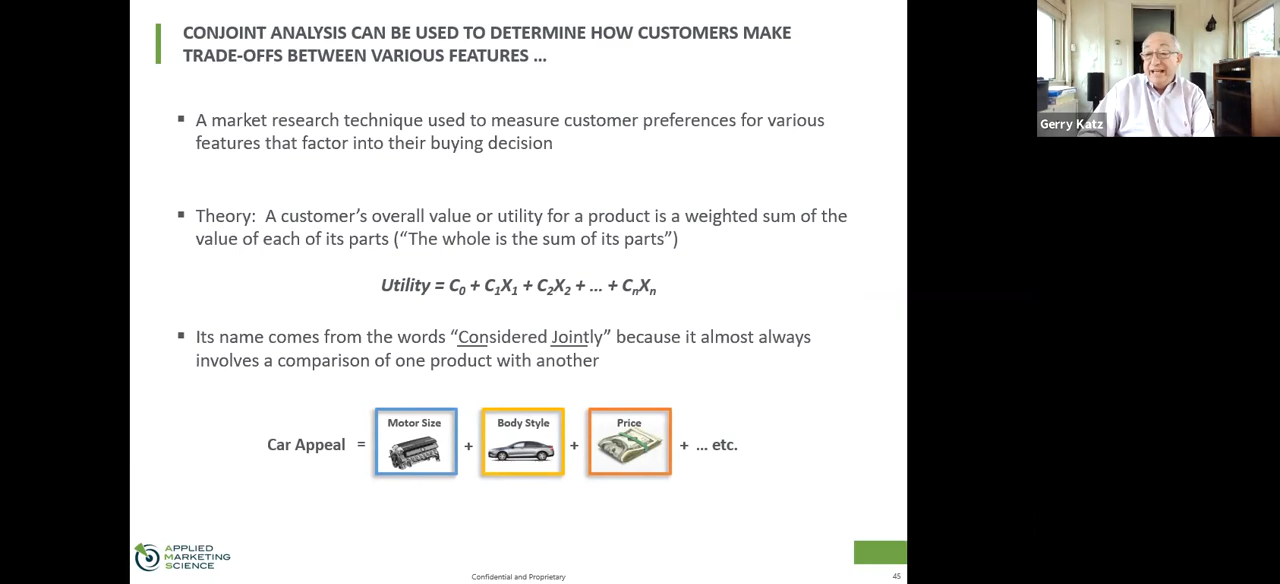 CONJOINT ANALYSIS CAN BE USED TO DETERMINE HOW CUSTOMERS MAKE
TRADE-OFFS BETWEEN VARIOUS FEATURES ...
▪ A market research technique used to measure customer preferences for various
features that factor into their buying decision
▪ Theory: A customer’s overall value or utility for a product is a weighted sum of the
value of each of its parts (“The whole is the sum of its parts”)
Utility = C₀ + C₁X₁ + C₂X₂ + ... + CₙXₙ
▪ Its name comes from the words “Considered Jointly” because it almost always
involves a comparison of one product with another
Motor Size
Body Style
Price
Car Appeal = + + + ... etc.
APPLIED
MARKETING
SCIENCE
Confidential and Proprietary
45
Gerry Katz